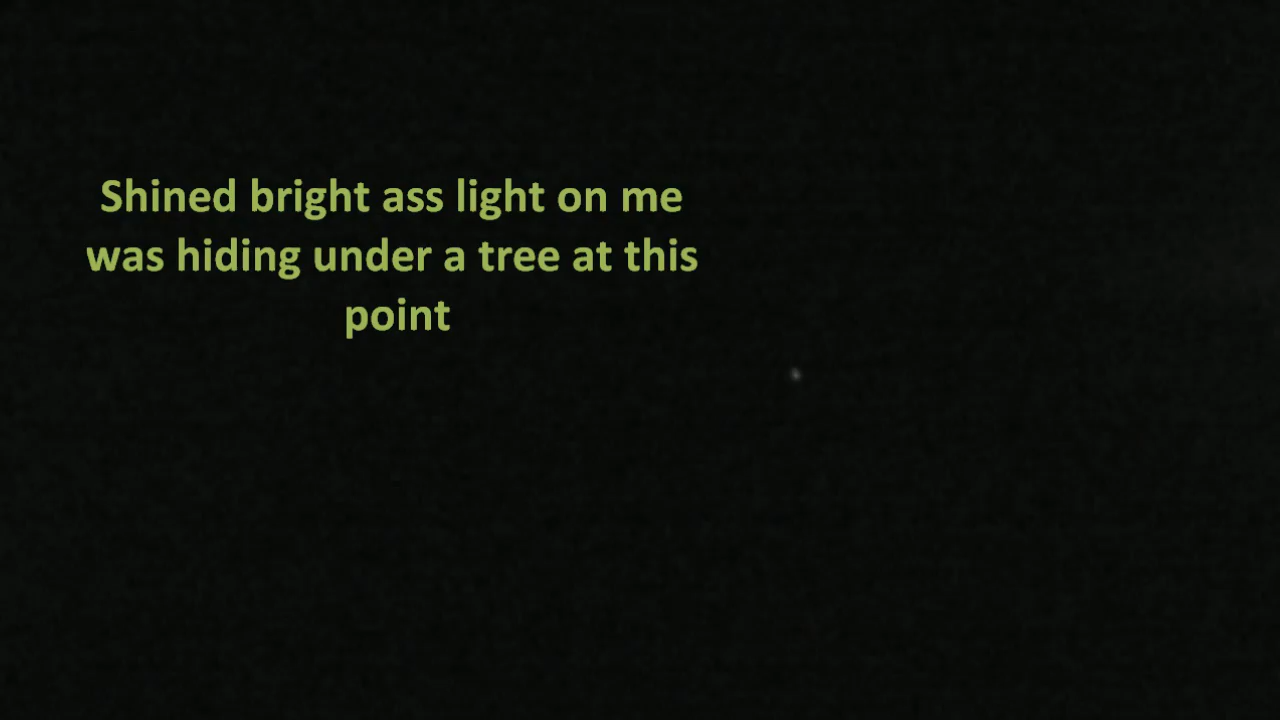 Shined bright ass light on me
was hiding under a tree at this
point